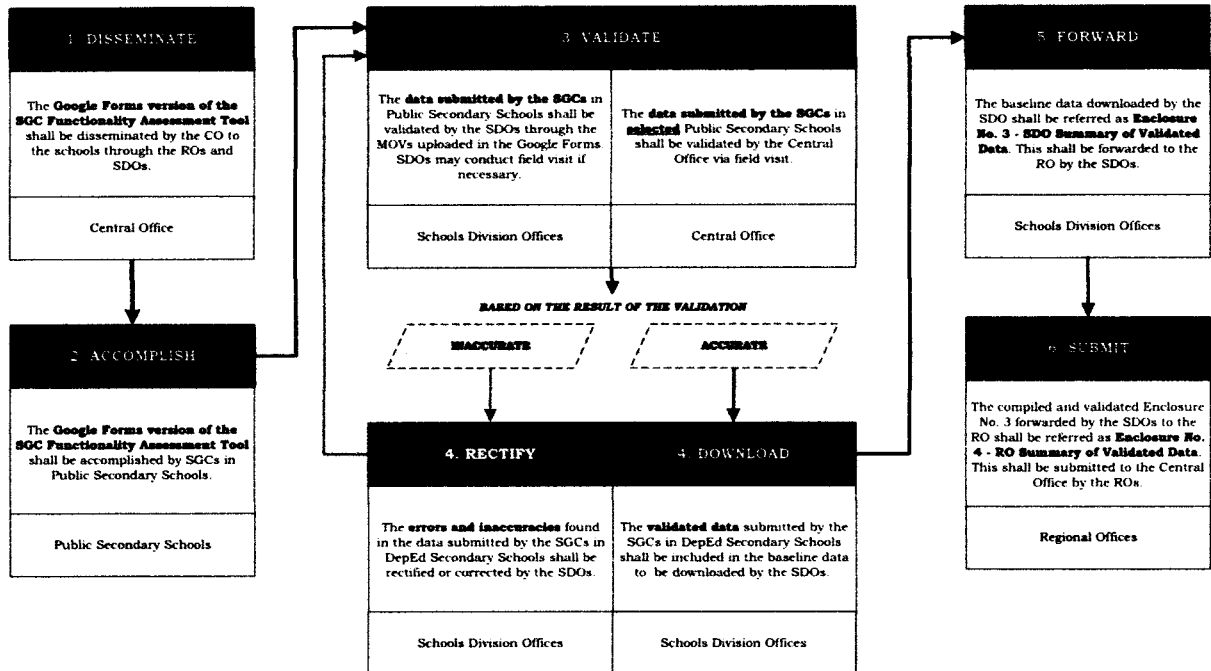 1. DISSEMINATE
The Google Forms version of the
SGC Functionality Assessment Tool
shall be disseminated by the CO to
the schools through the ROs and
SDOs.
Central Office
2. ACCOMPLISH
The Google Forms version of the
SGC Functionality Assessment Tool
shall be accomplished by SGCs in
Public Secondary Schools.
Public Secondary Schools
3. VALIDATE
The data submitted by the SGCs in
Public Secondary Schools shall be
validated by the SDOs through the
MOVs uploaded in the Google Forms.
SDOs may conduct field visit if
necessary.
Schools Division Offices
The data submitted by the SGCs in
selected Public Secondary Schools
shall be validated by the Central
Office via field visit.
Central Office
BASED ON THE RESULT OF THE VALIDATION
INACCURATE
ACCURATE
4. RECTIFY
The errors and inaccuracies found
in the data submitted by the SGCs in
DepEd Secondary Schools shall be
rectified or corrected by the SDOs.
Schools Division Offices
4. DOWNLOAD
The validated data submitted by the
SGCs in DepEd Secondary Schools
shall be included in the baseline data
to be downloaded by the SDOs.
Schools Division Offices
5. FORWARD
The baseline data downloaded by the
SDO shall be referred as Enclosure
No. 3 - SDO Summary of Validated
Data. This shall be forwarded to the
RO by the SDOs.
Schools Division Offices
6. SUBMIT
The compiled and validated Enclosure
No. 3 forwarded by the SDOs to the
RO shall be referred as Enclosure No.
4 - RO Summary of Validated Data.
This shall be submitted to the Central
Office by the ROs.
Regional Offices